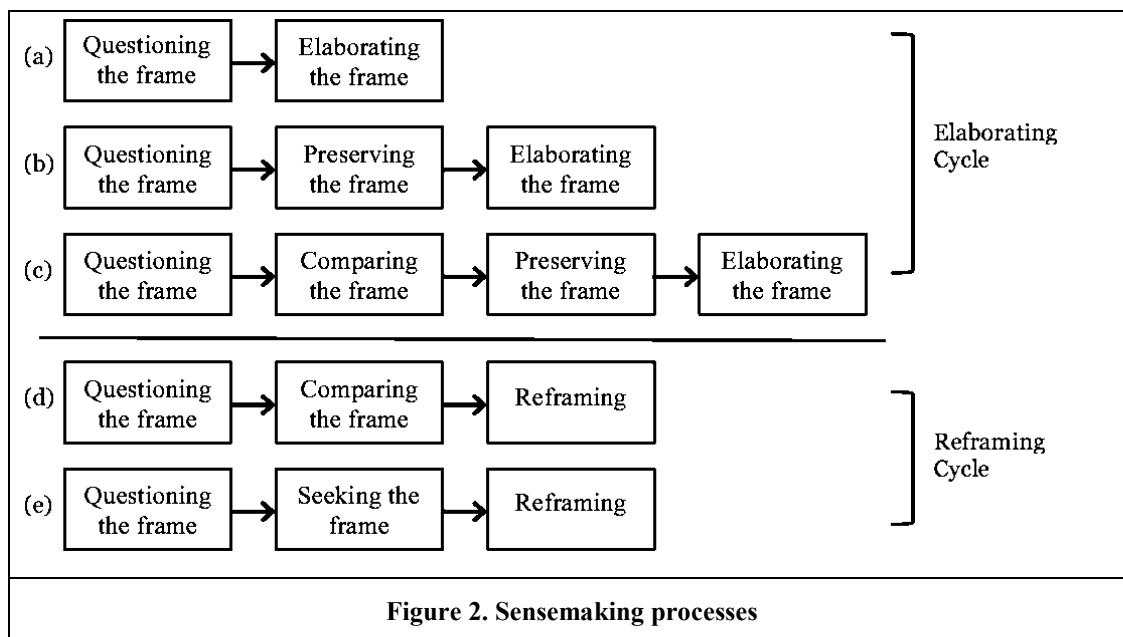 (a) Questioning the frame Elaborating the frame
(b) Questioning the frame Preserving the frame Elaborating the frame
(c) Questioning the frame Comparing the frame Preserving the frame Elaborating the frame
Elaborating Cycle
(d) Questioning the frame Comparing the frame Reframing
(e) Questioning the frame Seeking the frame Reframing
Reframing Cycle
Figure 2. Sensemaking processes